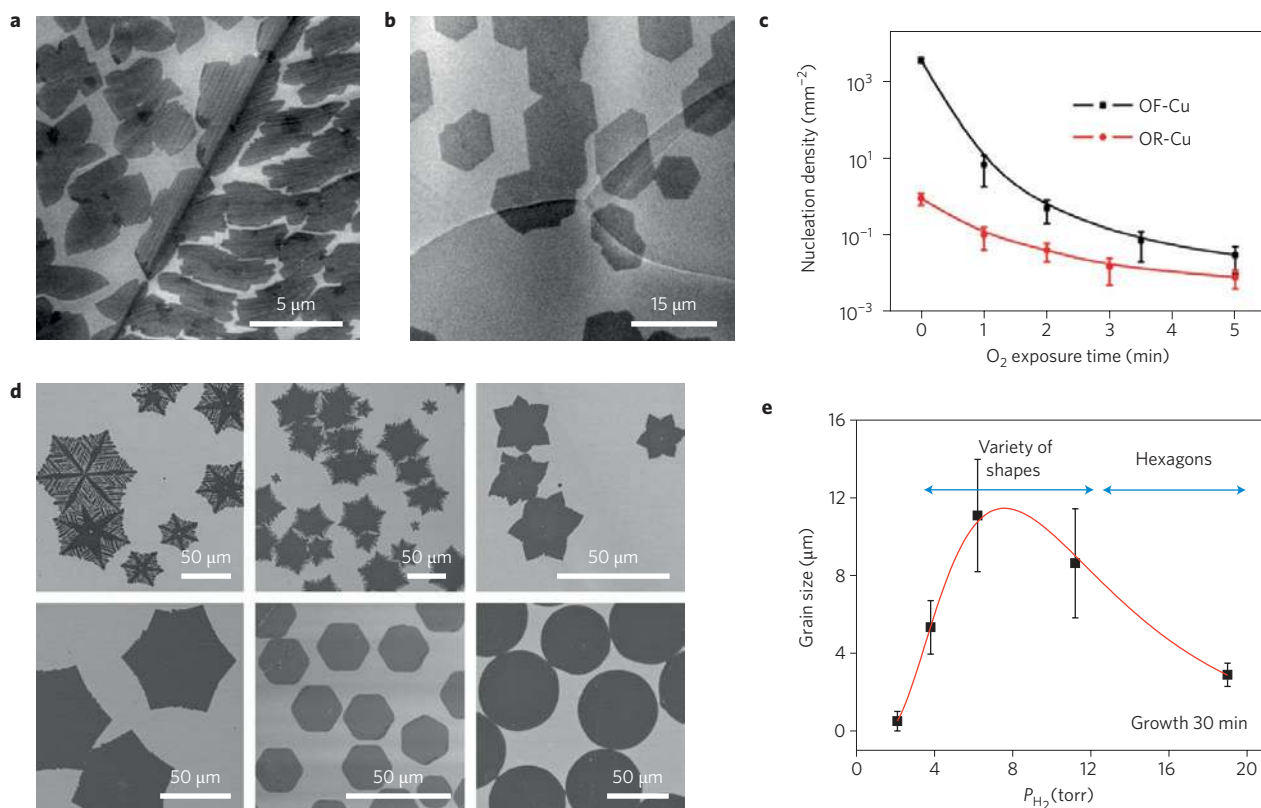 a
5 μm
b
15 μm
c
Nucleation density (mm⁻²)
10³
10¹
10⁻¹
10⁻³
OF-Cu
OR-Cu
0 1 2 3 4 5
O₂ exposure time (min)
d
50 μm
50 μm
50 μm
50 μm
50 μm
50 μm
e
Grain size (μm)
16
12
8
4
0
Variety of
shapes
Hexagons
Growth 30 min
0 4 8 12 16 20
P_H₂ (torr)